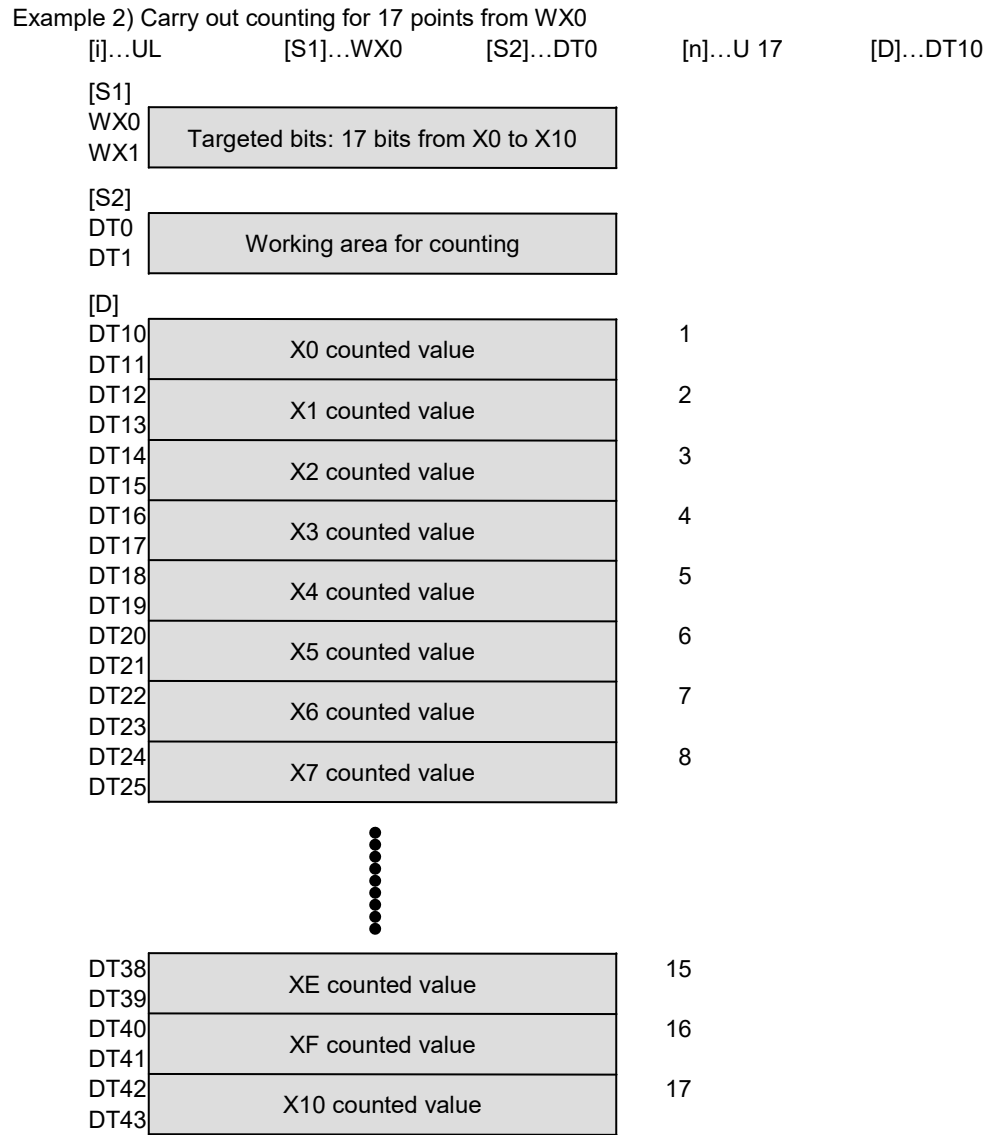 Example 2) Carry out counting for 17 points from WX0
[i]…UL [S1]…WX0 [S2]…DT0 [n]…U 17 [D]…DT10
[S1]
WX0
Targeted bits: 17 bits from X0 to X10
WX1
[S2]
DT0
Working area for counting
DT1
[D]
DT10
X0 counted value
1
DT11
DT12
X1 counted value
2
DT13
DT14
X2 counted value
3
DT15
DT16
X3 counted value
4
DT17
DT18
X4 counted value
5
DT19
DT20
X5 counted value
6
DT21
DT22
X6 counted value
7
DT23
DT24
X7 counted value
8
DT25
DT38
XE counted value
15
DT39
DT40
XF counted value
16
DT41
DT42
X10 counted value
17
DT43